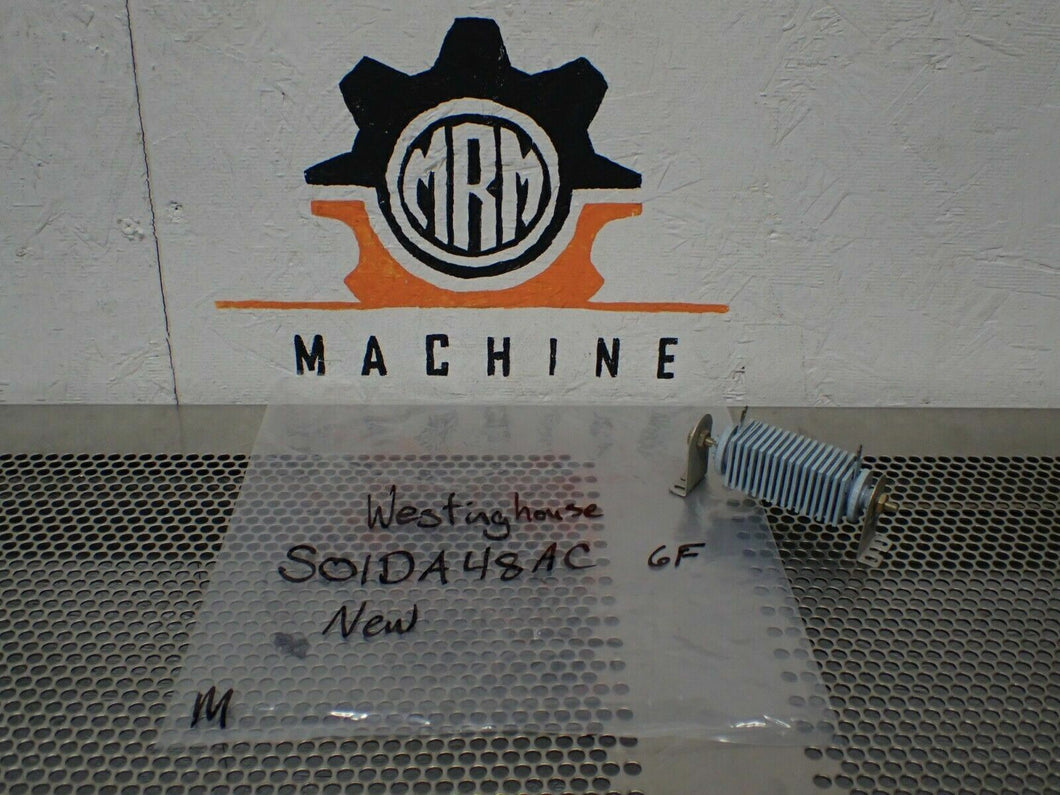 MRM
MACHINE
Westinghouse
S01DA48AC 6F
New
M